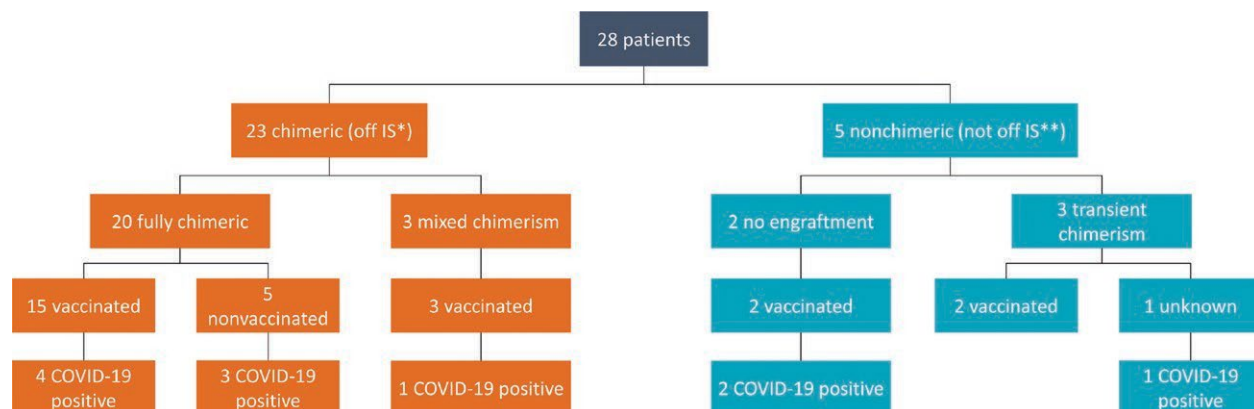 28 patients
23 chimeric (off IS*)
5 nonchimeric (not off IS**)
20 fully chimeric
3 mixed chimerism
2 no engraftment
3 transient
chimerism
15 vaccinated
5
nonvaccinated
3 vaccinated
2 vaccinated
2 vaccinated
1 unknown
4 COVID-19
positive
3 COVID-19
positive
1 COVID-19 positive
2 COVID-19 positive
1 COVID-19
positive